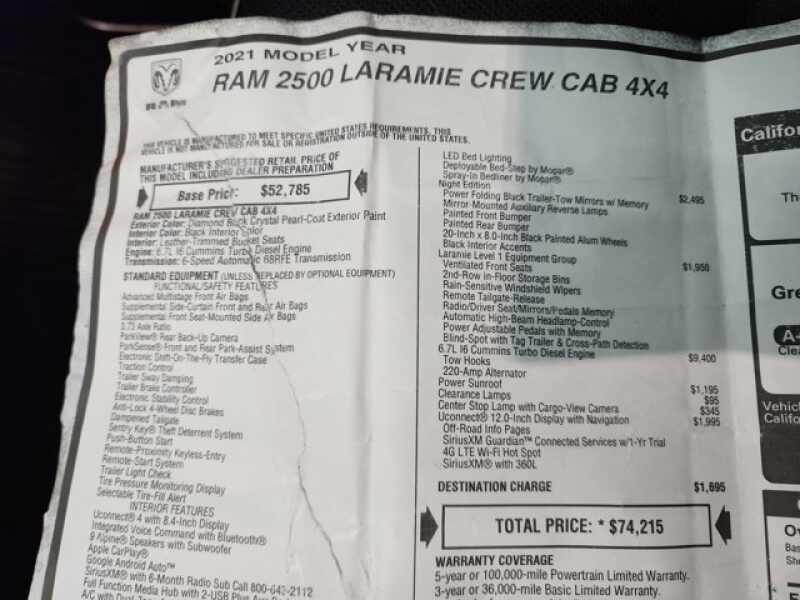 2021 MODEL YEAR
RAM 2500 LARAMIE CREW CAB 4X4
THIS VEHICLE IS MANUFACTURED TO MEET SPECIFIC UNITED STATES REQUIREMENTS. THIS
VEHICLE IS NOT MANUFACTURED FOR SALE OR REGISTRATION OUTSIDE OF THE UNITED STATES.
MANUFACTURER'S SUGGESTED RETAIL PRICE OF
THIS MODEL INCLUDING DEALER PREPARATION
Base Price: $52,785
RAM 2500 LARAMIE CREW CAB 4X4
Exterior Color: Diamond Black Crystal Pearl-Coat Exterior Paint
Interior Color: Black Interior Color
Interior: Leather-Trimmed Bucket Seats
Engine: 6.7L I6 Cummins Turbo Diesel Engine
Transmission: 6-Speed Automatic 68RFE Transmission
STANDARD EQUIPMENT (UNLESS REPLACED BY OPTIONAL EQUIPMENT)
FUNCTIONAL/SAFETY FEATURES
Advanced Multistage Front Air Bags
Supplemental Side-Curtain Front and Rear Air Bags
Supplemental Front Seat-Mounted Side Air Bags
3.73 Axle Ratio
ParkView® Rear Back-Up Camera
ParkSense® Front and Rear Park-Assist System
Electronic Shift-On-The-Fly Transfer Case
Traction Control
Trailer Sway Damping
Trailer Brake Controller
Electronic Stability Control
Anti-Lock 4-Wheel Disc Brakes
Dampened Tailgate
Sentry Key® Theft Deterrent System
Push-Button Start
Remote-Proximity Keyless-Entry
Remote-Start System
Trailer Light Check
Tire Pressure Monitoring Display
Selectable Tire-Fill Alert
INTERIOR FEATURES
Uconnect® 4 with 8.4-Inch Display
Integrated Voice Command with Bluetooth®
9 Alpine® Speakers with Subwoofer
Apple CarPlay®
Google Android Auto™
SiriusXM® with 6-Month Radio Sub Call 800-643-2112
Full Function Media Hub with 2-USB Plus
A/C with
LED Bed Lighting
Deployable Bed-Step by Mopar®
Spray-In Bedliner by Mopar®
Night Edition $2,495
Power Folding Black Trailer-Tow Mirrors w/ Memory
Mirror-Mounted Auxiliary Reverse Lamps
Painted Front Bumper
Painted Rear Bumper
20-Inch x 8.0-Inch Black Painted Alum Wheels
Black Interior Accents
Laramie Level 1 Equipment Group $1,950
Ventilated Front Seats
2nd-Row in-Floor Storage Bins
Rain-Sensitive Windshield Wipers
Remote Tailgate-Release
Radio/Driver Seat/Mirrors/Pedals Memory
Automatic High-Beam Headlamp-Control
Power Adjustable Pedals with Memory
Blind-Spot with Tag Trailer & Cross-Path Detection
6.7L I6 Cummins Turbo Diesel Engine $9,400
Tow Hooks
220-Amp Alternator
Power Sunroof $1,195
Clearance Lamps $95
Center Stop Lamp with Cargo-View Camera $345
Uconnect® 12.0-Inch Display with Navigation $1,995
Off-Road Info Pages
SiriusXM Guardian™ Connected Services w/1-Yr Trial
4G LTE Wi-Fi Hot Spot
SiriusXM® with 360L
DESTINATION CHARGE $1,695
TOTAL PRICE: * $74,215
WARRANTY COVERAGE
5-year or 100,000-mile Powertrain Limited Warranty.
3-year or 36,000-mile Basic Limited Warranty.
Califor
Th
Gre
A-
Clea
Vehicl
Califo
Ov